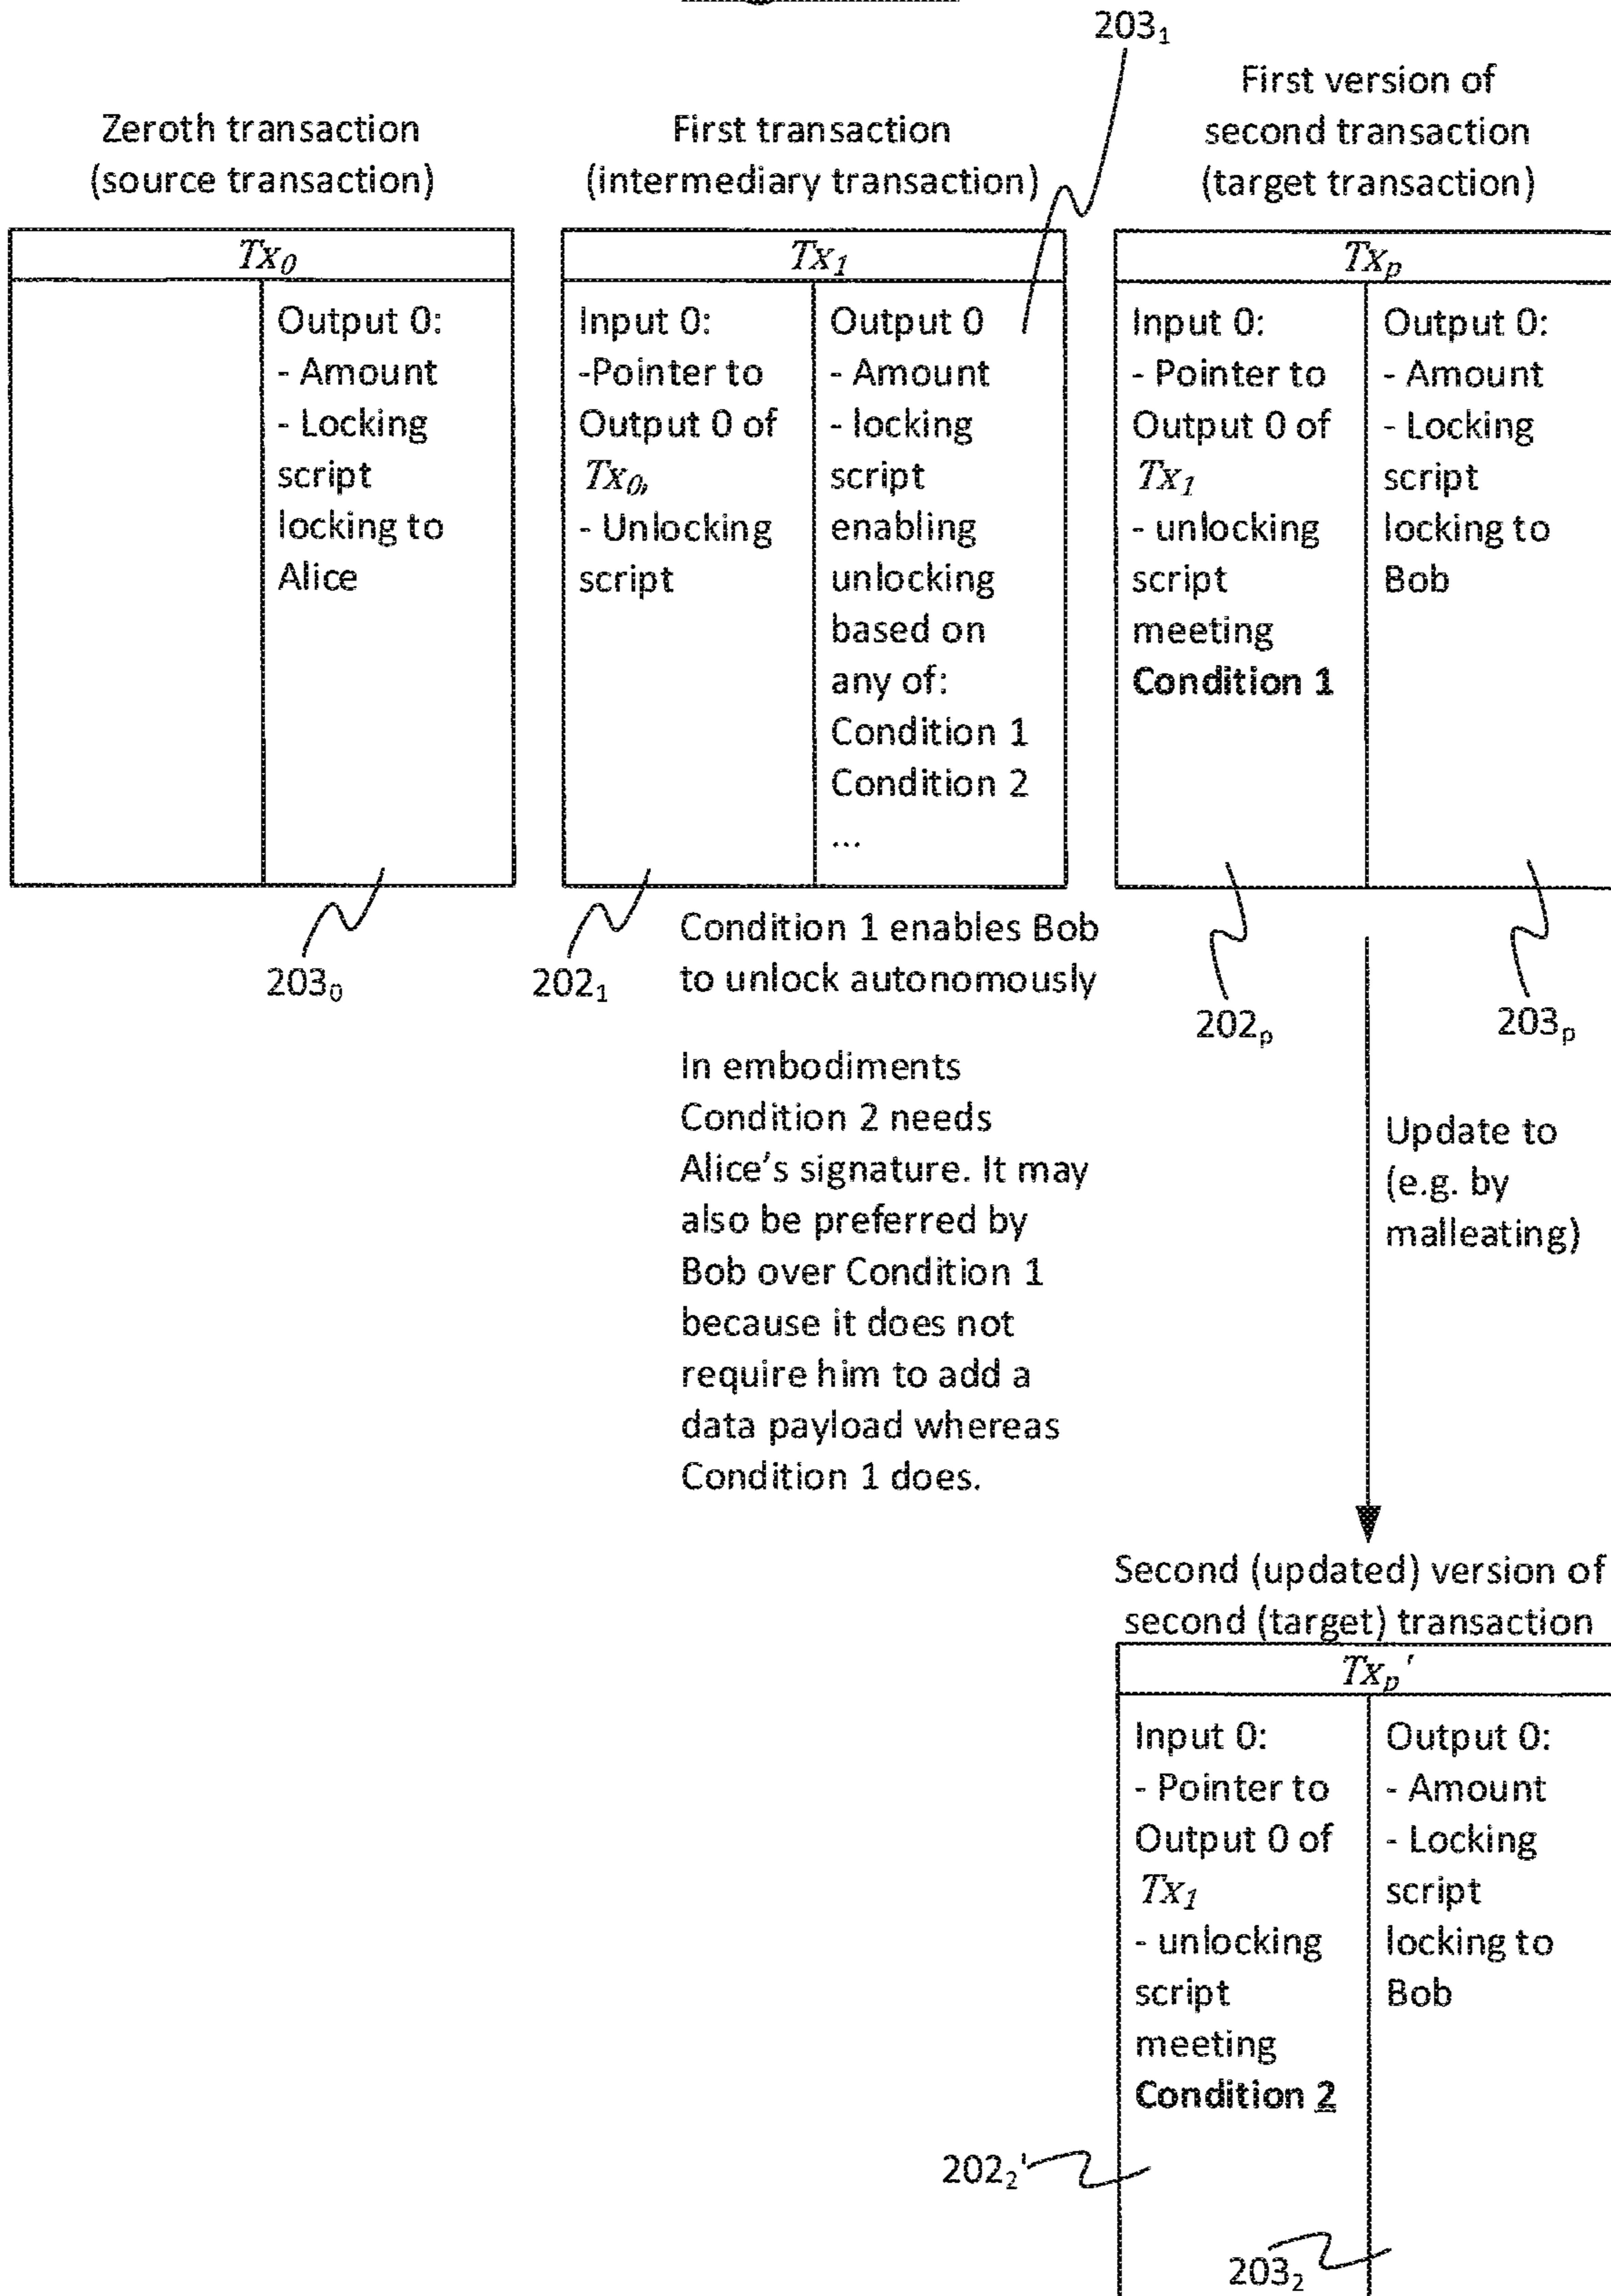 203₁
Zeroth transaction
(source transaction)
First transaction
(intermediary transaction)
First version of
second transaction
(target transaction)
Tx₀
Output 0:
- Amount
- Locking
script
locking to
Alice
203₀
Tx₁
Input 0:
-Pointer to
Output 0 of
Tx₀,
- Unlocking
script
Output 0
- Amount
- locking
script
enabling
unlocking
based on
any of:
Condition 1
Condition 2
...
202₁
Txₚ
Input 0:
- Pointer to
Output 0 of
Tx₁
- unlocking
script
meeting
Condition 1
Output 0:
- Amount
- Locking
script
locking to
Bob
202ₚ
203ₚ
Condition 1 enables Bob
to unlock autonomously
In embodiments
Condition 2 needs
Alice's signature. It may
also be preferred by
Bob over Condition 1
because it does not
require him to add a
data payload whereas
Condition 1 does.
Update to
(e.g. by
malleating)
Second (updated) version of
second (target) transaction
Txₚ'
Input 0:
- Pointer to
Output 0 of
Tx₁
- unlocking
script
meeting
Condition 2
Output 0:
- Amount
- Locking
script
locking to
Bob
202₂'
203₂